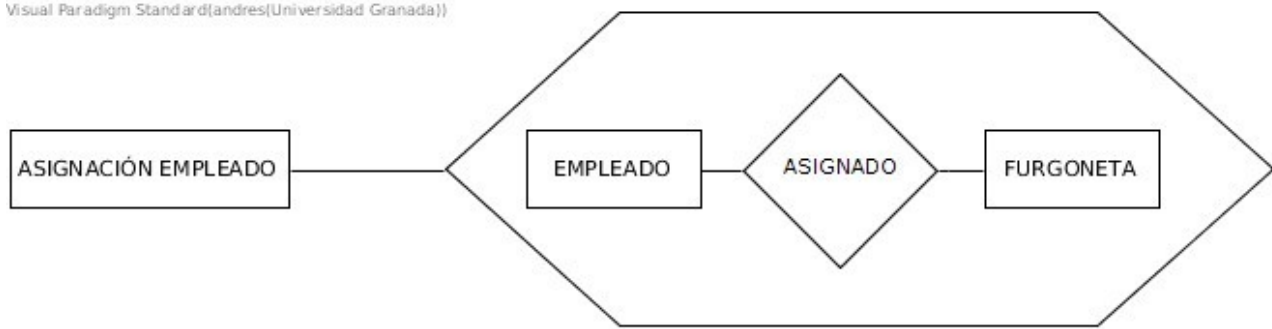 Visual Paradigm Standard(andres(Universidad Granada))
ASIGNACIÓN EMPLEADO
EMPLEADO
ASIGNADO
FURGONETA